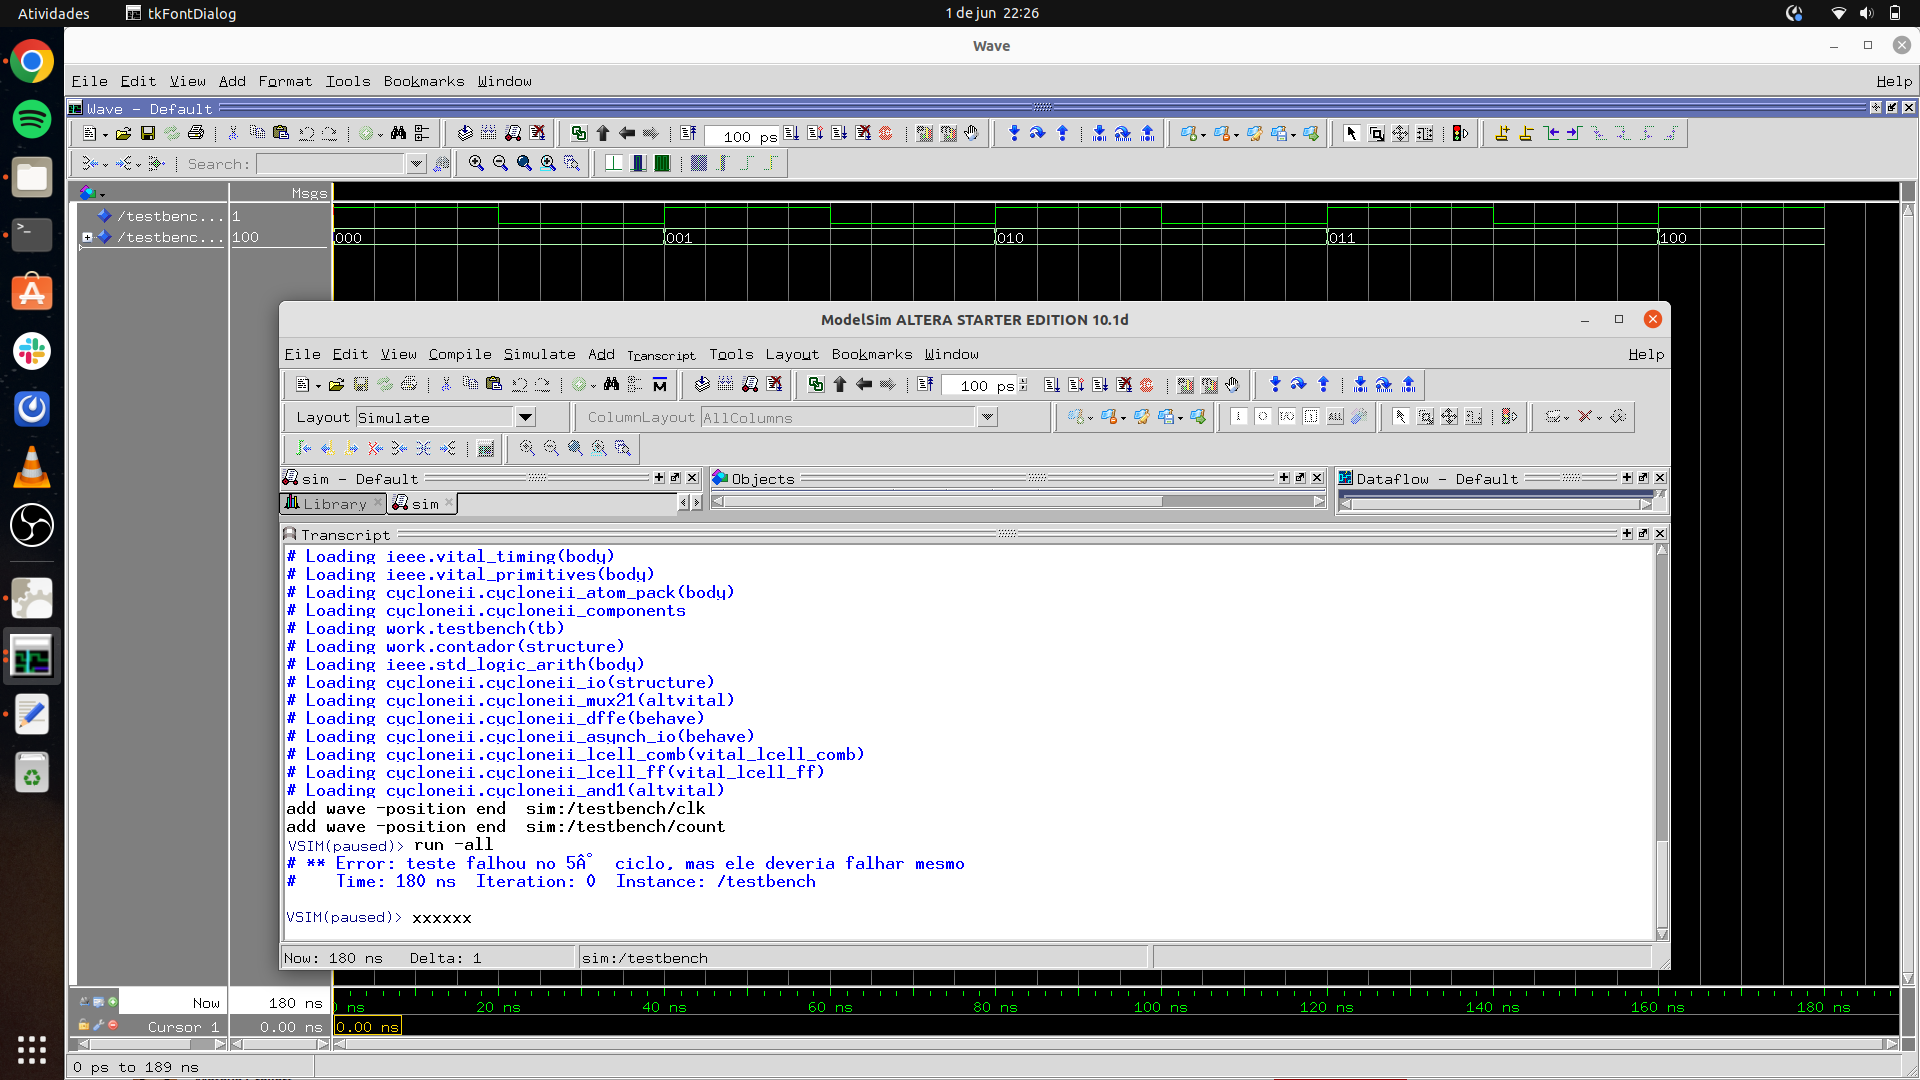 Atividades
tkFontDialog
1 de jun 22:26
Wave
File Edit View Add Format Tools Bookmarks Window Help
Wave - Default
100 ps
Search:
Msgs
/testbenc... 1
/testbenc... 100
000 001 010 011 100
ModelSim ALTERA STARTER EDITION 10.1d
File Edit View Compile Simulate Add Transcript Tools Layout Bookmarks Window Help
100 ps
Layout Simulate
ColumnLayout AllColumns
sim - Default
Objects
Dataflow - Default
Library
sim
Transcript
# Loading ieee.vital_timing(body)
# Loading ieee.vital_primitives(body)
# Loading cycloneii.cycloneii_atom_pack(body)
# Loading cycloneii.cycloneii_components
# Loading work.testbench(tb)
# Loading work.contador(structure)
# Loading ieee.std_logic_arith(body)
# Loading cycloneii.cycloneii_io(structure)
# Loading cycloneii.cycloneii_mux21(altvital)
# Loading cycloneii.cycloneii_dffe(behave)
# Loading cycloneii.cycloneii_asynch_io(behave)
# Loading cycloneii.cycloneii_lcell_comb(vital_lcell_comb)
# Loading cycloneii.cycloneii_lcell_ff(vital_lcell_ff)
# Loading cycloneii.cycloneii_and1(altvital)
add wave -position end  sim:/testbench/clk
add wave -position end  sim:/testbench/count
VSIM(paused)> run -all
# ** Error: teste falhou no 5Âº  ciclo, mas ele deveria falhar mesmo
#    Time: 180 ns  Iteration: 0  Instance: /testbench
VSIM(paused)> xxxxxx
Now: 180 ns  Delta: 1
sim:/testbench
Now 180 ns
ns 20 ns 40 ns 60 ns 80 ns 100 ns 120 ns 140 ns 160 ns 180 ns
Cursor 1 0.00 ns
0.00 ns
0 ps to 189 ns